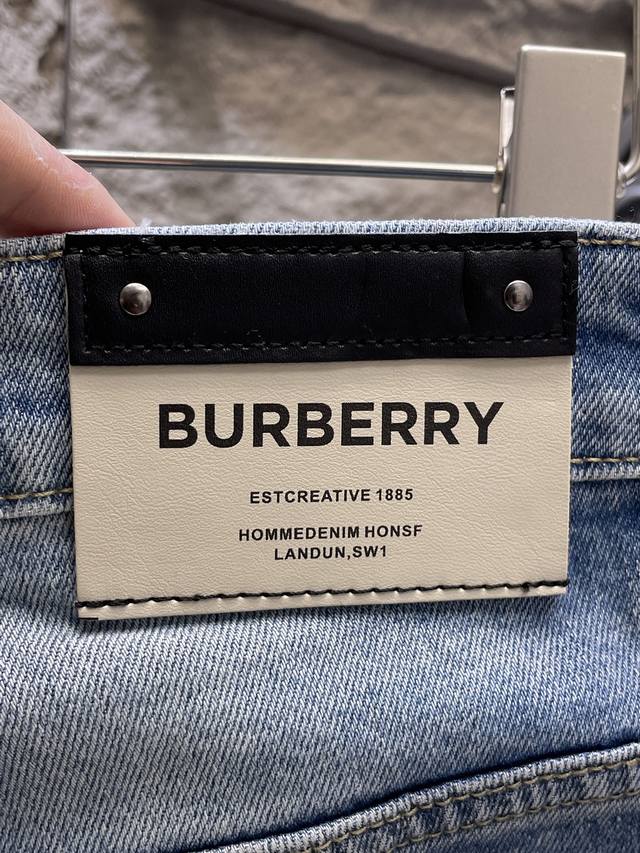 BURBERRY
ESTCREATIVE 1885
HOMMEDENIM HONSF
LANDUN,SW1